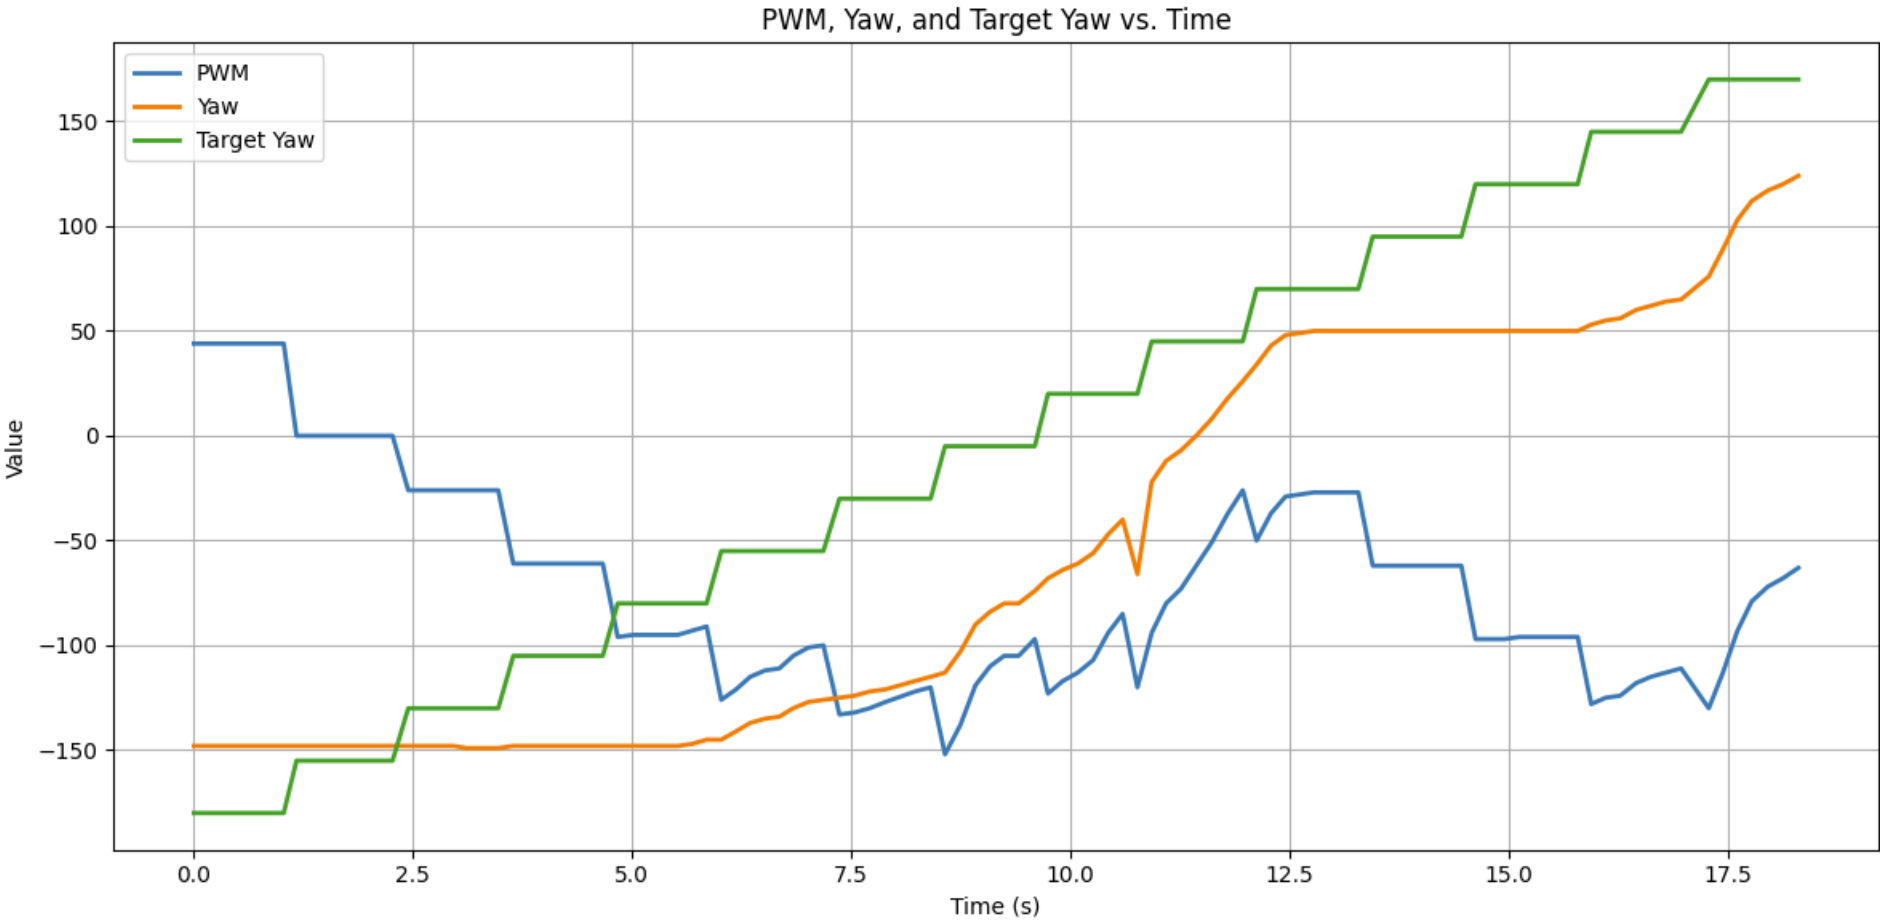 PWM, Yaw, and Target Yaw vs. Time
PWM
Yaw
Target Yaw
150
100
50
0
−50
−100
−150
Value
0.0 2.5 5.0 7.5 10.0 12.5 15.0 17.5
Time (s)